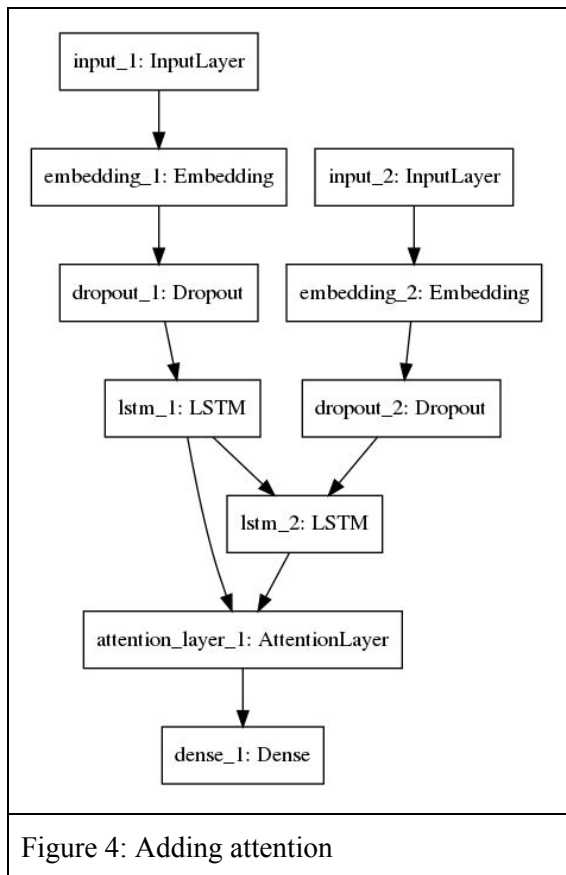 input_1: InputLayer
embedding_1: Embedding
input_2: InputLayer
dropout_1: Dropout
embedding_2: Embedding
lstm_1: LSTM
dropout_2: Dropout
lstm_2: LSTM
attention_layer_1: AttentionLayer
dense_1: Dense
Figure 4: Adding attention